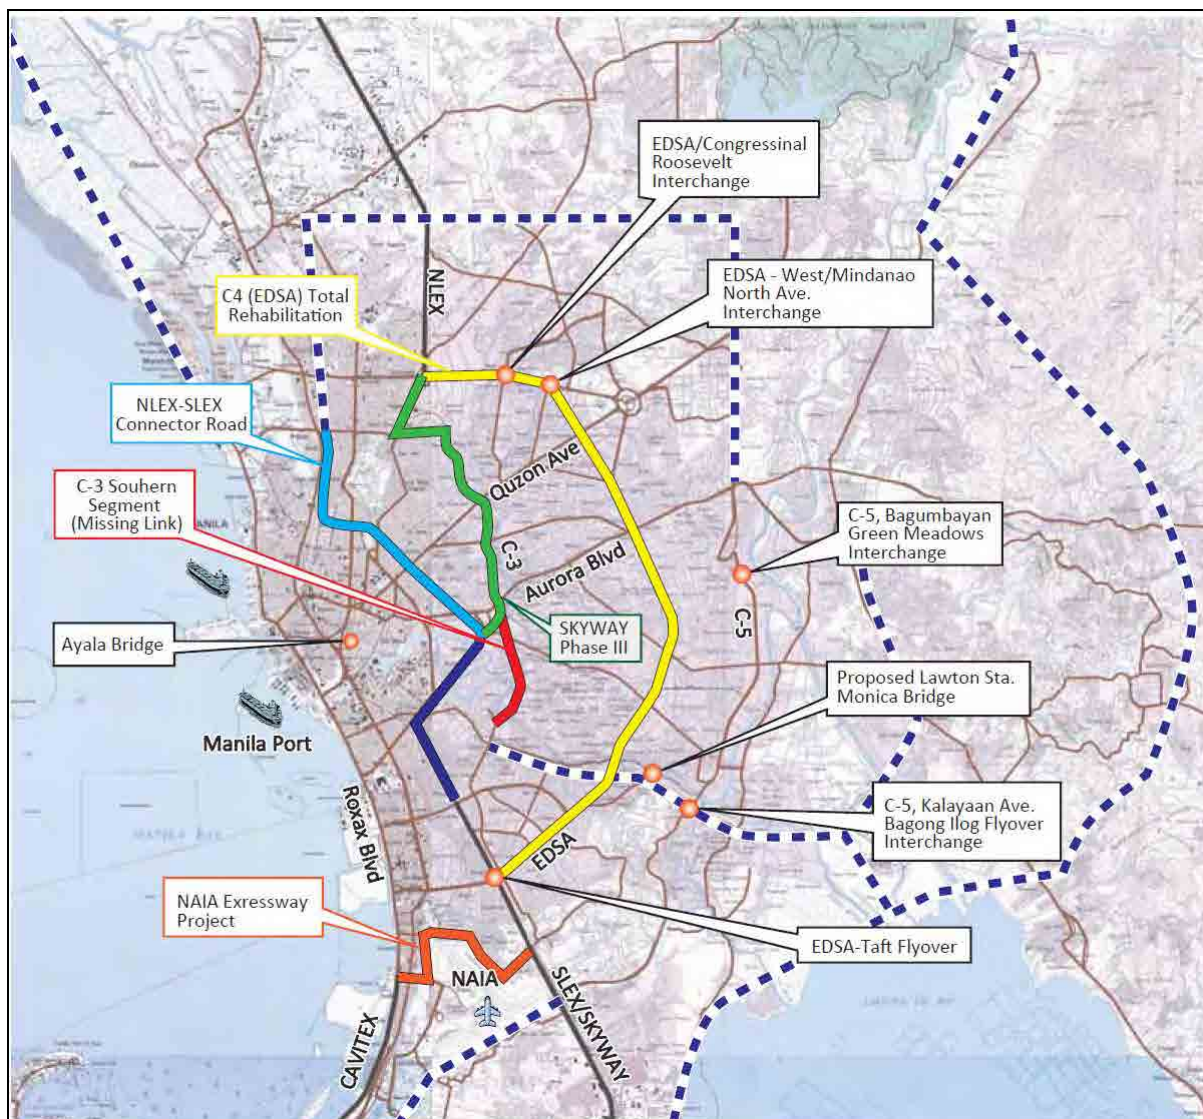 EDSA/Congressinal
Roosevelt
Interchange
NLEX
EDSA - West/Mindanao
North Ave.
Interchange
C4 (EDSA) Total
Rehabilitation
NLEX-SLEX
Connector Road
Quzon Ave
C-3 Souhern
Segment
(Missing Link)
C-5, Bagumbayan
Green Meadows
Interchange
C-3
Aurora Blvd
C-5
SKYWAY
Phase III
Ayala Bridge
Proposed Lawton Sta.
Monica Bridge
Manila Port
Roxax Blvd
C-5, Kalayaan Ave.
Bagong Ilog Flyover
Interchange
EDSA
NAIA Exressway
Project
EDSA-Taft Flyover
NAIA
SLEX/SKYWAY
CAVITEX